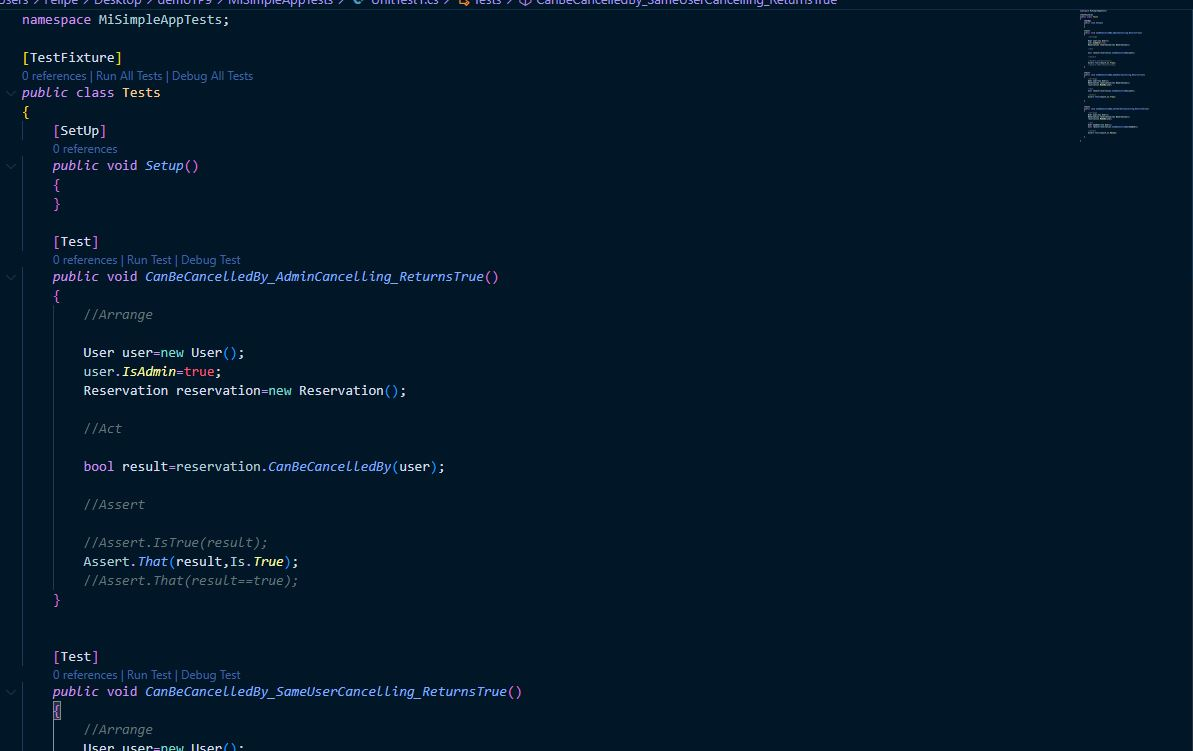 Users > Felipe > Desktop > demoTP9 > MiSimpleAppTests > UnitTest1.cs > Tests > CanBeCancelledBy_SameUserCancelling_ReturnsTrue
namespace MiSimpleAppTests;
[TestFixture]
0 references | Run All Tests | Debug All Tests
public class Tests
{
[SetUp]
0 references
public void Setup()
{
}
[Test]
0 references | Run Test | Debug Test
public void CanBeCancelledBy_AdminCancelling_ReturnsTrue()
{
//Arrange
User user=new User();
user.IsAdmin=true;
Reservation reservation=new Reservation();
//Act
bool result=reservation.CanBeCancelledBy(user);
//Assert
//Assert.IsTrue(result);
Assert.That(result,Is.True);
//Assert.That(result==true);
}
[Test]
0 references | Run Test | Debug Test
public void CanBeCancelledBy_SameUserCancelling_ReturnsTrue()
{
//Arrange
User user=new User();